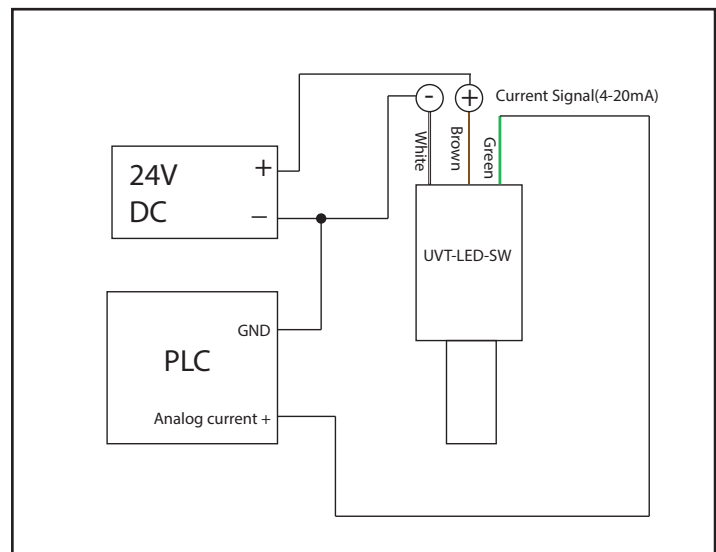 - + Current Signal(4-20mA)
White Brown Green
24V +
DC –
UVT-LED-SW
GND
PLC
Analog current +